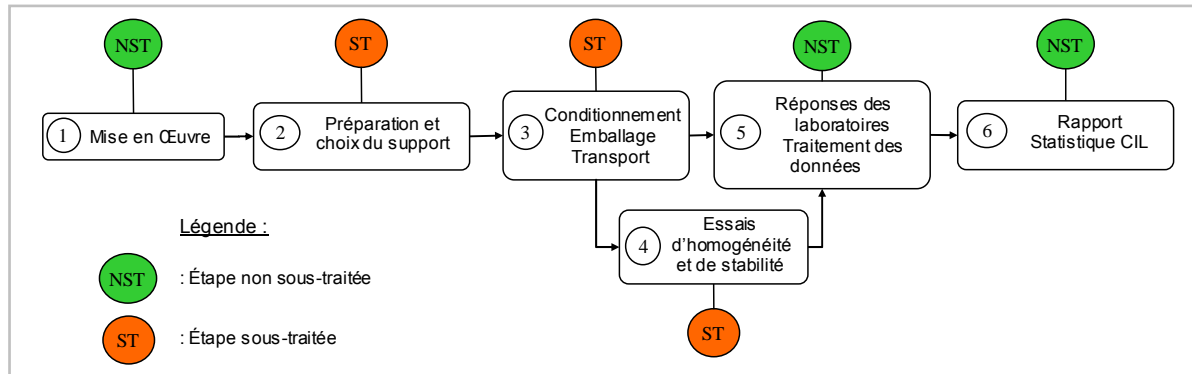 NST
ST
ST
NST
NST
1
Mise en Œuvre
2
Préparation et
choix du support
3
Conditionnement
Emballage
Transport
5
Réponses des
laboratoires
Traitement des
données
6
Rapport
Statistique CIL
4
Essais
d'homogénéité
et de stabilité
ST
Légende :
NST : Étape non sous-traitée
ST : Étape sous-traitée